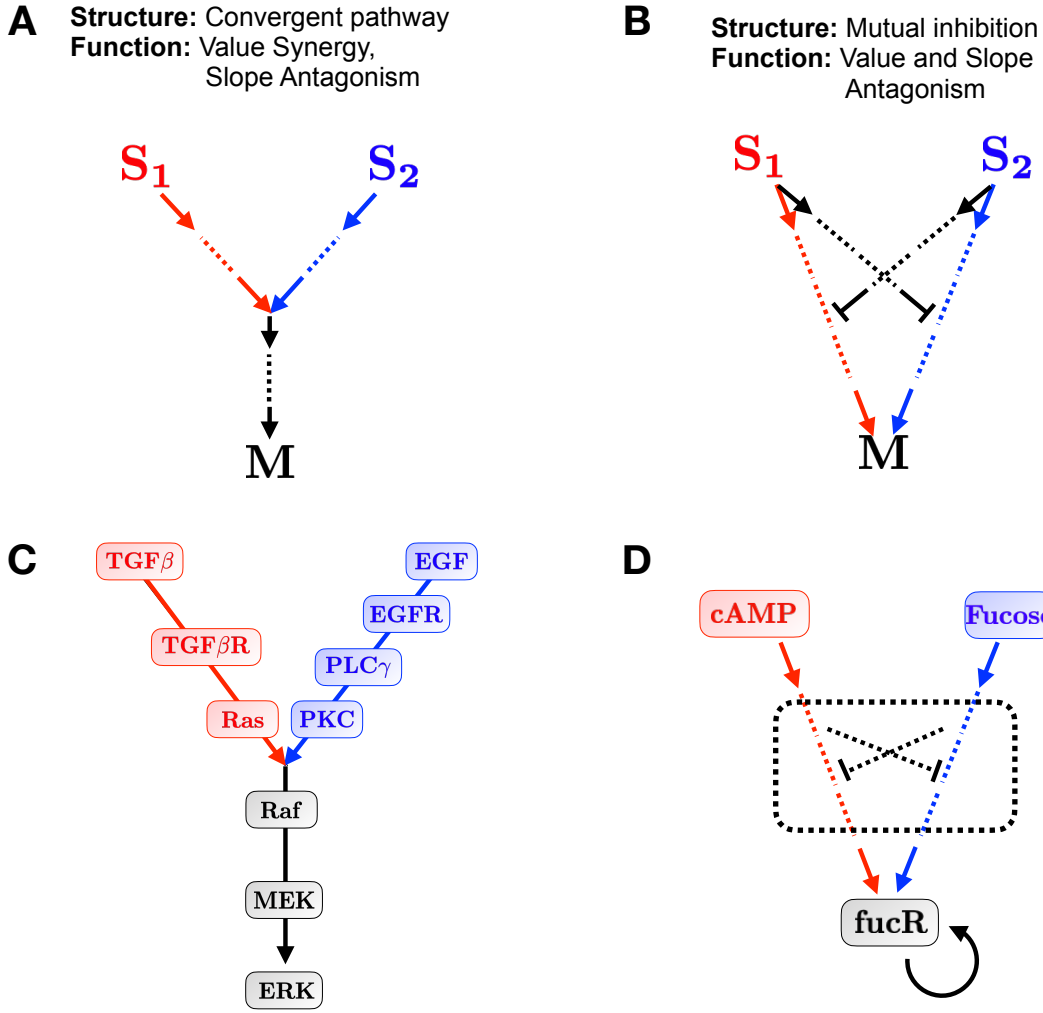 A
Structure: Convergent pathway
Function: Value Synergy,
Slope Antagonism
S1
S2
M
B
Structure: Mutual inhibition
Function: Value and Slope
Antagonism
S1
S2
M
C
TGFβ
EGF
TGFβR
EGFR
PLCγ
Ras
PKC
Raf
MEK
ERK
D
cAMP
Fucos
fucR